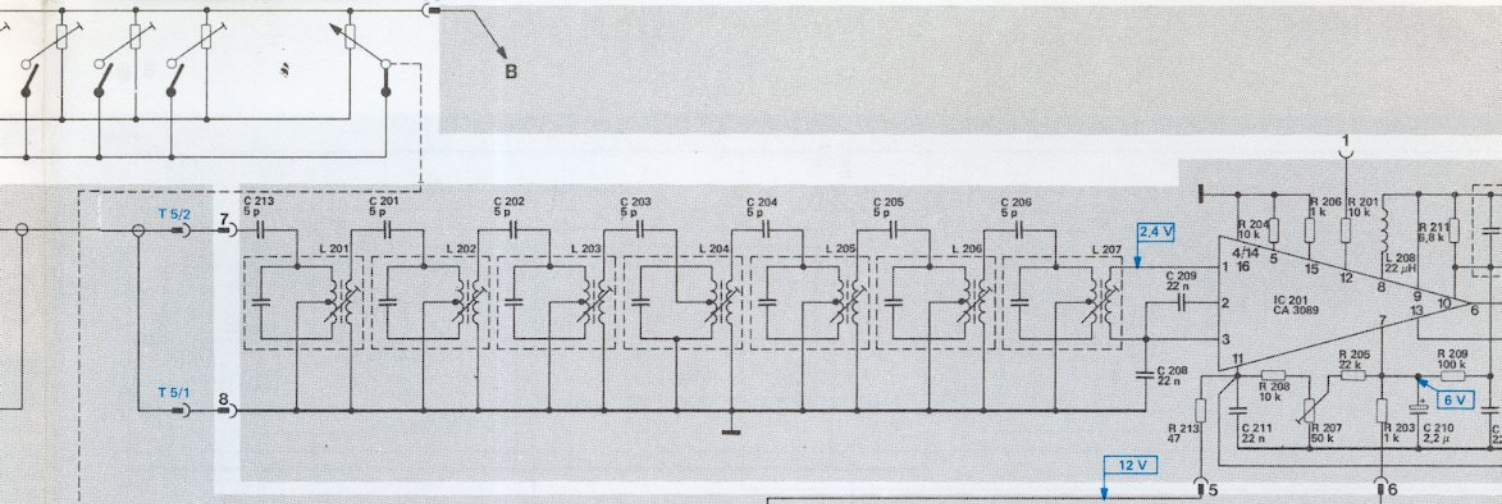 B
1
T 5/2
7
C 213
5 p
C 201
5 p
C 202
5 p
C 203
5 p
C 204
5 p
C 205
5 p
C 206
5 p
L 201
L 202
L 203
L 204
L 205
L 206
L 207
2,4 V
C 209
22 n
R 204
10 k
4/14
16
5
R 206
1 k
15
R 201
10 k
12
L 208
22 µH
8
R 211
6,8 k
9
10
13
6
1
2
3
IC 201
CA 3089
7
11
T 5/1
8
C 208
22 n
R 213
47
C 211
22 n
R 208
10 k
R 207
50 k
R 205
22 k
R 203
1 k
R 209
100 k
6 V
+
C 210
2,2 µ
C
22
12 V
5
6